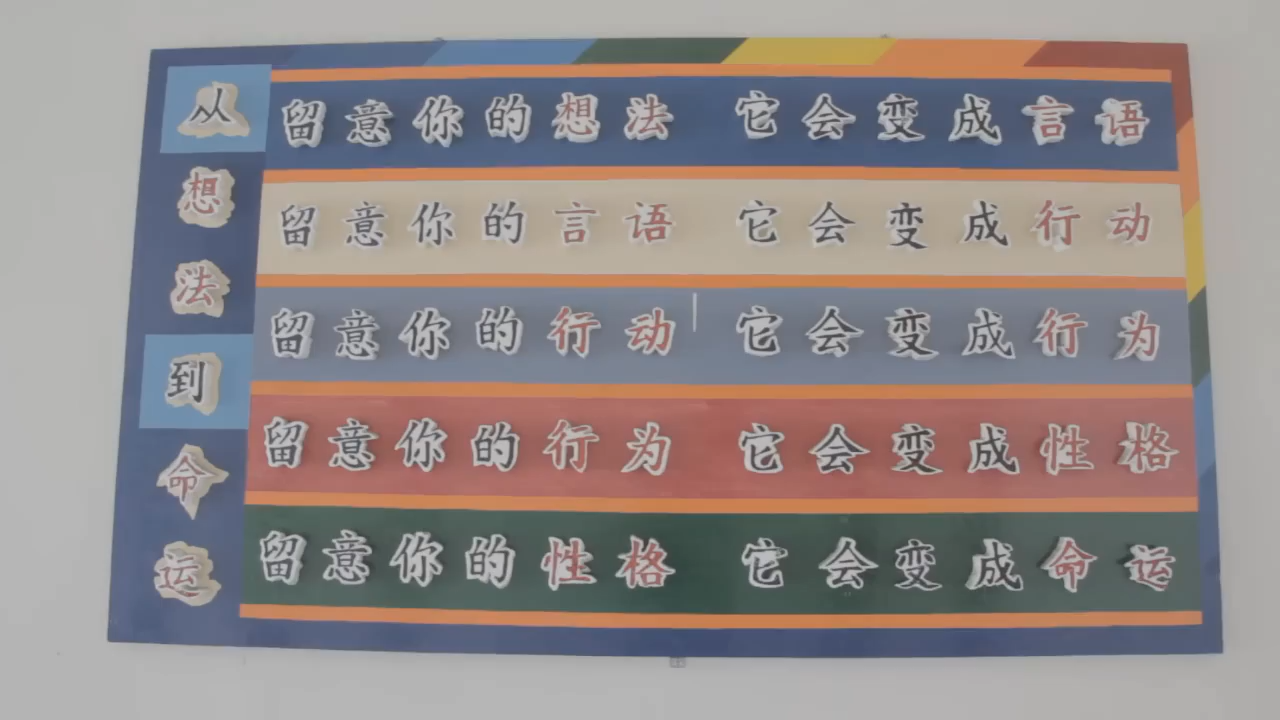 从想法到命运
留意你的想法 它会变成言语
留意你的言语 它会变成行动
留意你的行动 它会变成行为
留意你的行为 它会变成性格
留意你的性格 它会变成命运